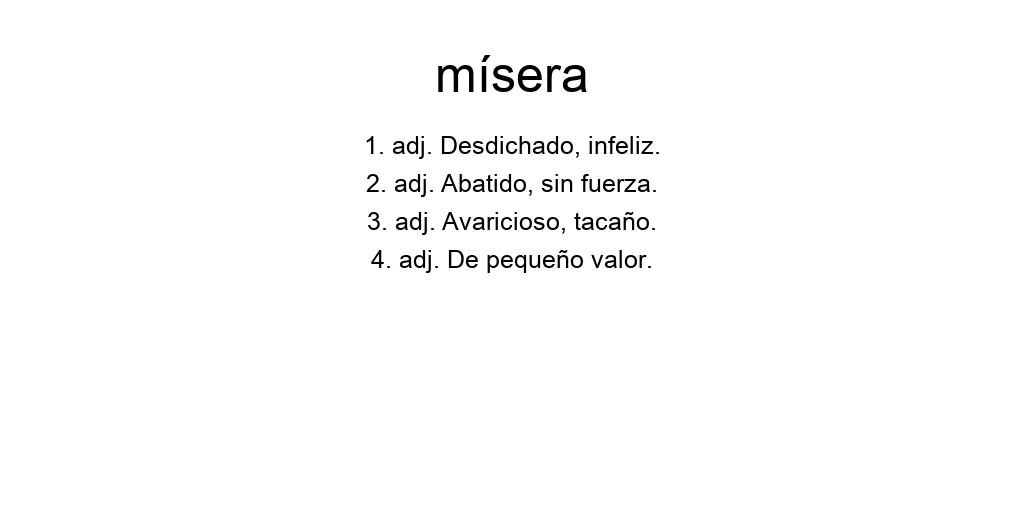 mísera
1. adj. Desdichado, infeliz.
2. adj. Abatido, sin fuerza.
3. adj. Avaricioso, tacaño.
4. adj. De pequeño valor.